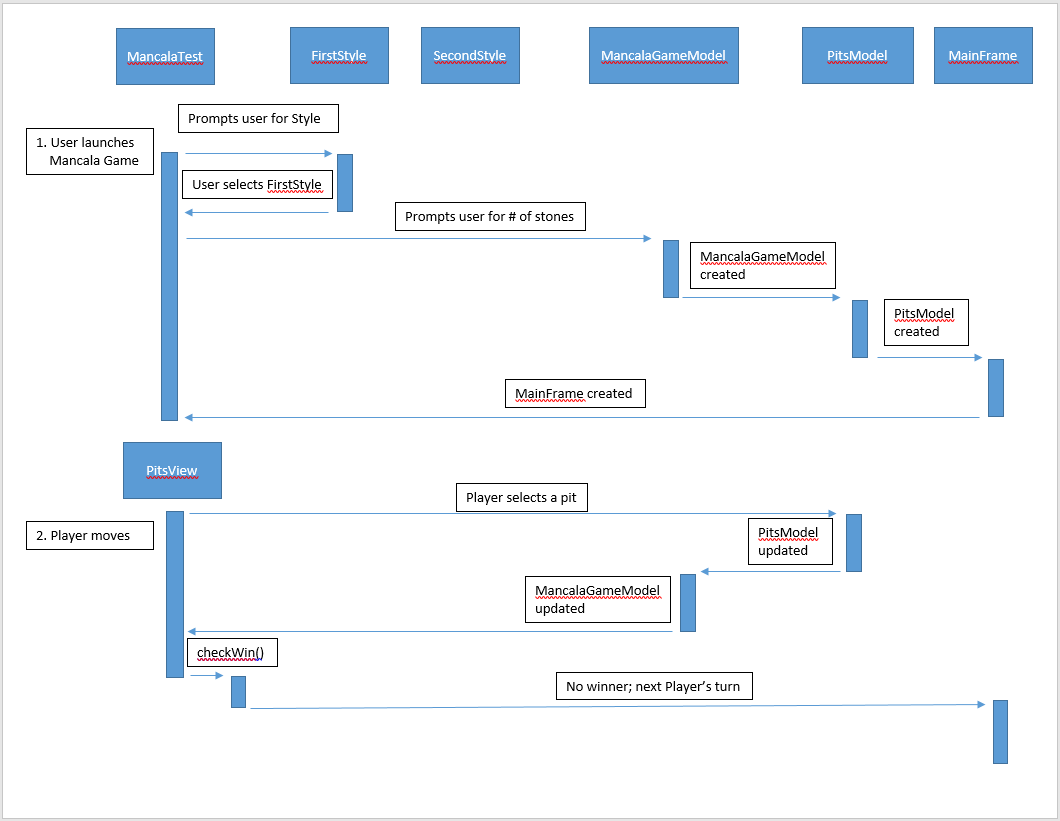 MancalaTest
FirstStyle
SecondStyle
MancalaGameModel
PitsModel
MainFrame
Prompts user for Style
1. User launches
Mancala Game
User selects FirstStyle
Prompts user for # of stones
MancalaGameModel
created
PitsModel
created
MainFrame created
PitsView
Player selects a pit
2. Player moves
PitsModel
updated
MancalaGameModel
updated
checkWin()
No winner; next Player’s turn